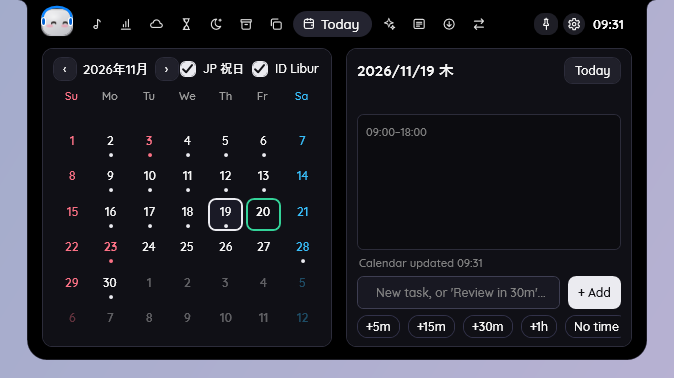 Today
09:31
‹ 2026年11月 › JP 祝日 ID Libur
Su Mo Tu We Th Fr Sa
1 2 3 4 5 6 7
8 9 10 11 12 13 14
15 16 17 18 19 20 21
22 23 24 25 26 27 28
29 30 1 2 3 4 5
6 7 8 9 10 11 12
2026/11/19 木
Today
09:00–18:00
Calendar updated 09:31
New task, or 'Review in 30m'...
+ Add
+5m +15m +30m +1h No time